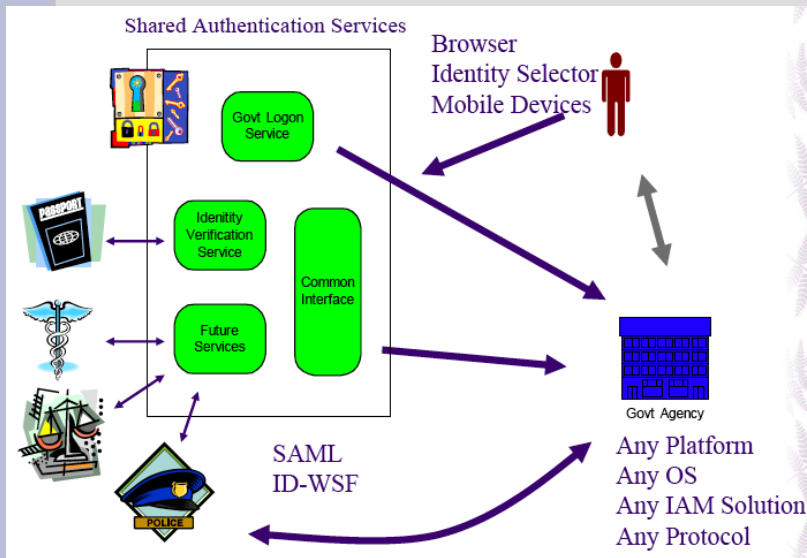 Shared Authentication Services
Browser
Identity Selector
Mobile Devices
Govt Logon
Service
PASSPORT
Idenitity
Verification
Service
Common
Interface
Future
Services
Govt Agency
SAML
ID-WSF
POLICE
Any Platform
Any OS
Any IAM Solution
Any Protocol